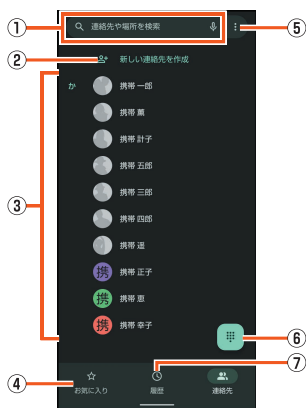 ①
連絡先や場所を検索
⑤
②
新しい連絡先を作成
か
携帯 一郎
携帯 薫
携帯 計子
携帯 五郎
携帯 三郎
③
携帯 四郎
携帯 遥
携 携帯 正子
携 携帯 恵
携 携帯 幸子
⑥
⑦
④
お気に入り
履歴
連絡先